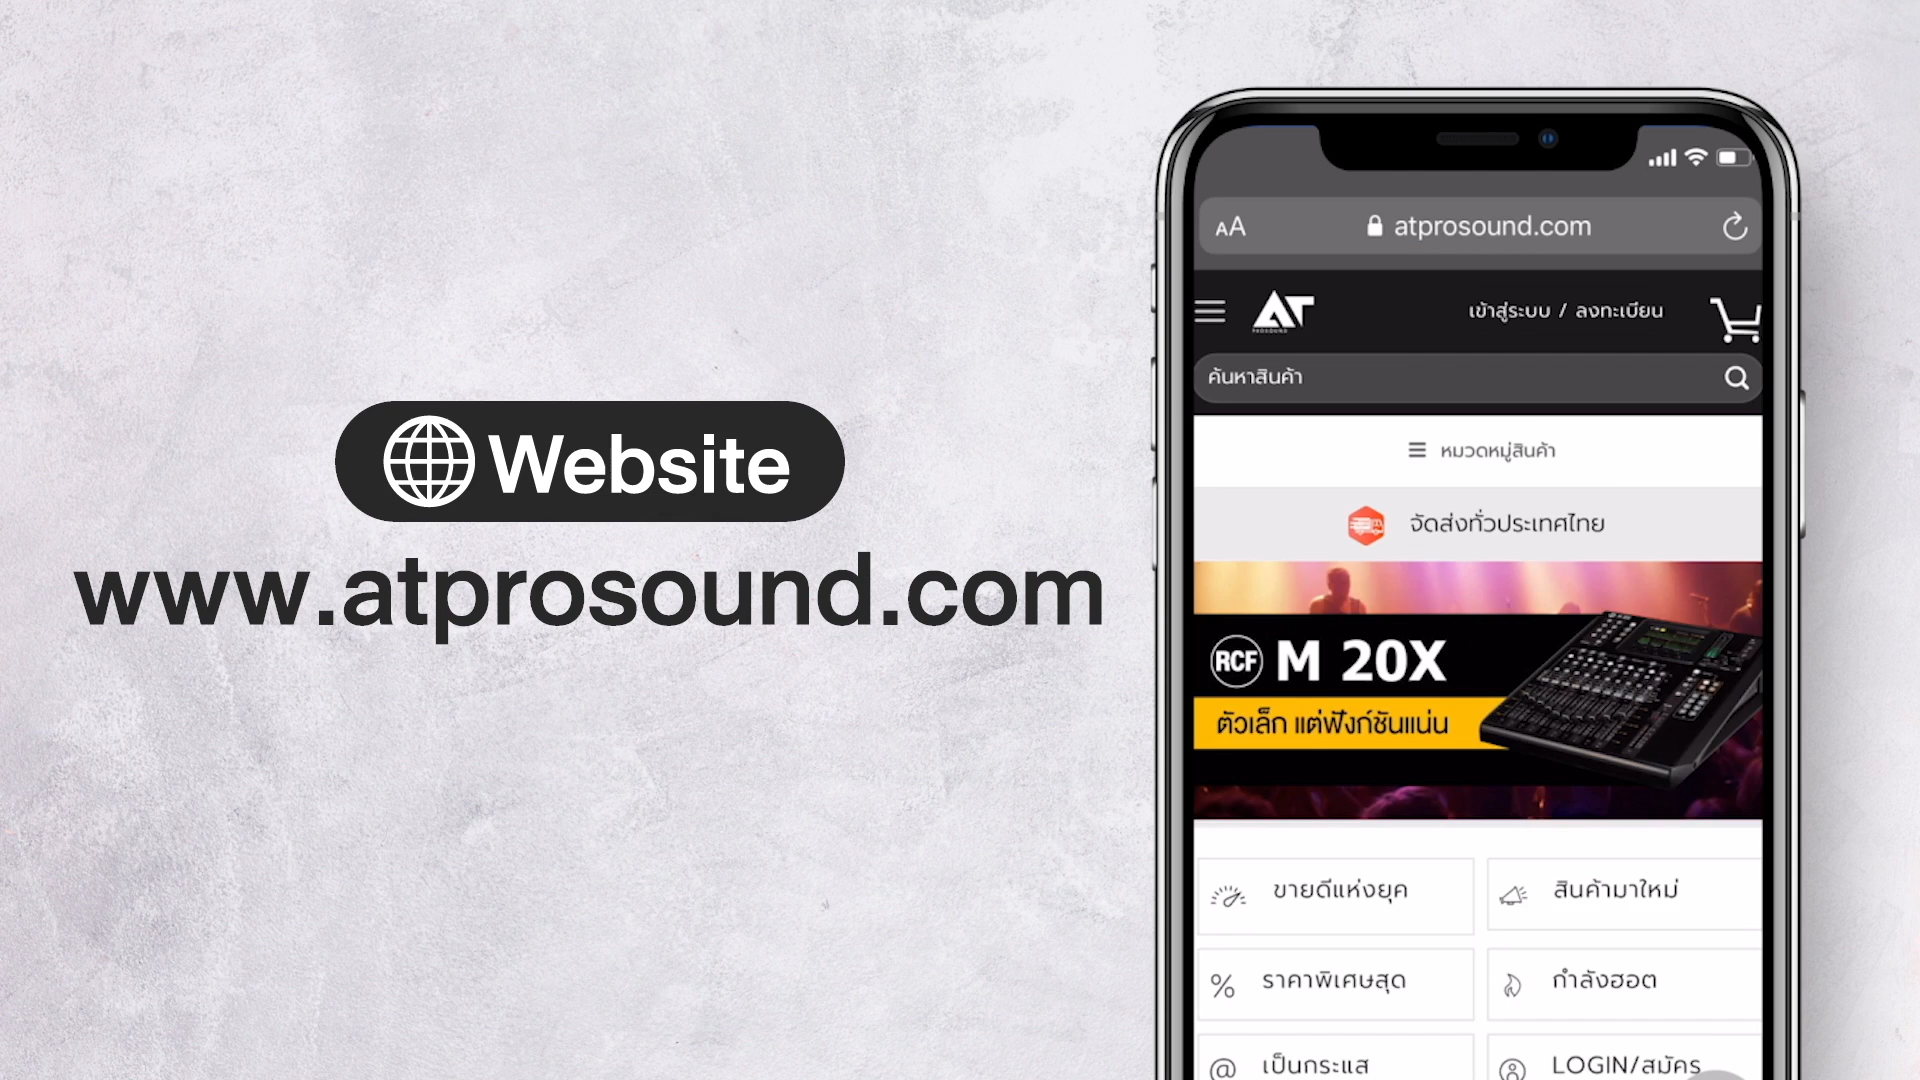 Website
www.atprosound.com
AA atprosound.com
AT เข้าสู่ระบบ / ลงทะเบียน
PROSOUND
ค้นหาสินค้า
หมวดหมู่สินค้า
จัดส่งทั่วประเทศไทย
RCF M 20X
ตัวเล็ก แต่ฟังก์ชันแน่น
ขายดีแห่งยุค
สินค้ามาใหม่
% ราคาพิเศษสุด
กำลังฮอต
@ เป็นกระแส
LOGIN/สมัคร